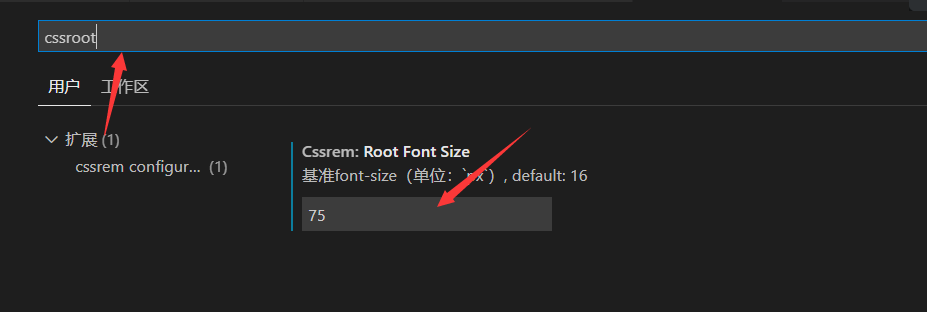 cssroot
用户 工作区
扩展 (1)
cssrem configur... (1)
Cssrem: Root Font Size
基准font-size（单位：`px`）, default: 16
75